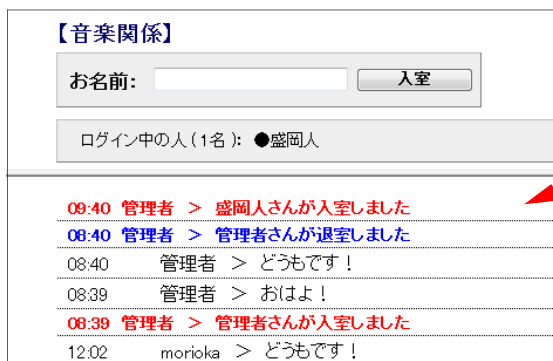 【音楽関係】
お名前: 入室
ログイン中の人(1名): ●盛岡人
09:40 管理者 > 盛岡人さんが入室しました
08:40 管理者 > 管理者さんが退室しました
08:40 管理者 > どうもです!
08:39 管理者 > おはよ!
08:39 管理者 > 管理者さんが入室しました
12:02 morioka > どうもです!